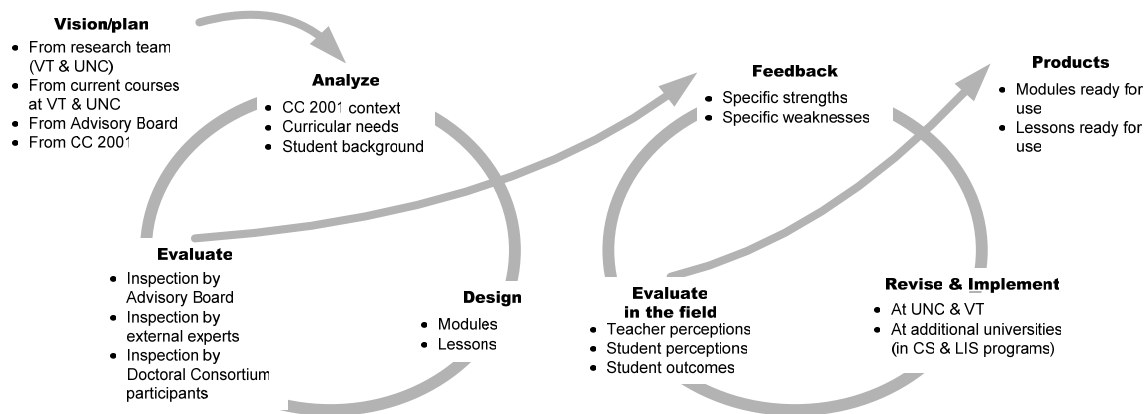 Vision/plan
• From research team
(VT & UNC)
• From current courses
at VT & UNC
• From Advisory Board
• From CC 2001
Analyze
• CC 2001 context
• Curricular needs
• Student background
Evaluate
• Inspection by
Advisory Board
• Inspection by
external experts
• Inspection by
Doctoral Consortium
participants
Design
• Modules
• Lessons
Feedback
• Specific strengths
• Specific weaknesses
Evaluate
in the field
• Teacher perceptions
• Student perceptions
• Student outcomes
Revise & Implement
• At UNC & VT
• At additional universities
(in CS & LIS programs)
Products
• Modules ready for
use
• Lessons ready for
use